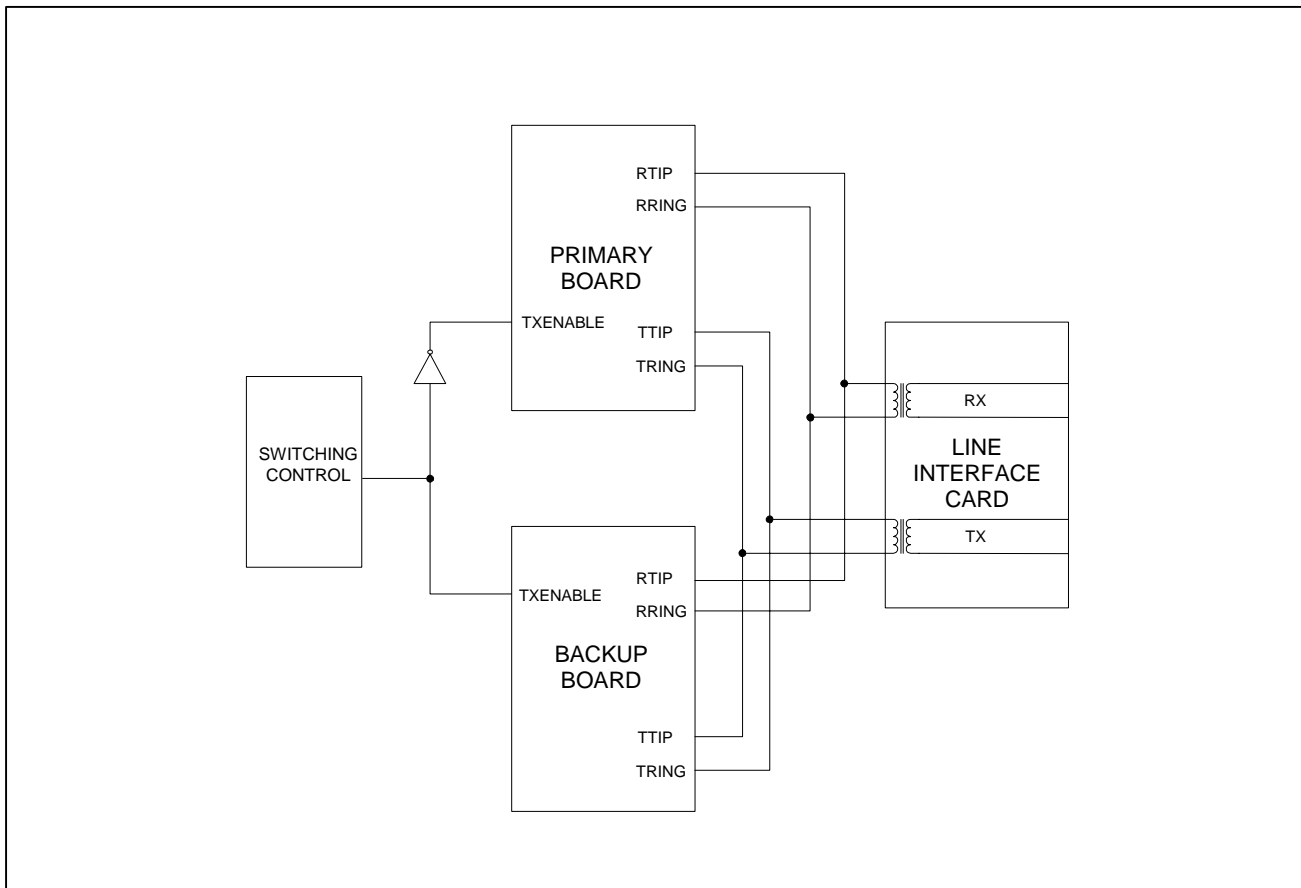 RTIP
RRING
PRIMARY
BOARD
TXENABLE
TTIP
TRING
SWITCHING
CONTROL
RX
LINE
INTERFACE
CARD
TX
RTIP
TXENABLE
RRING
BACKUP
BOARD
TTIP
TRING